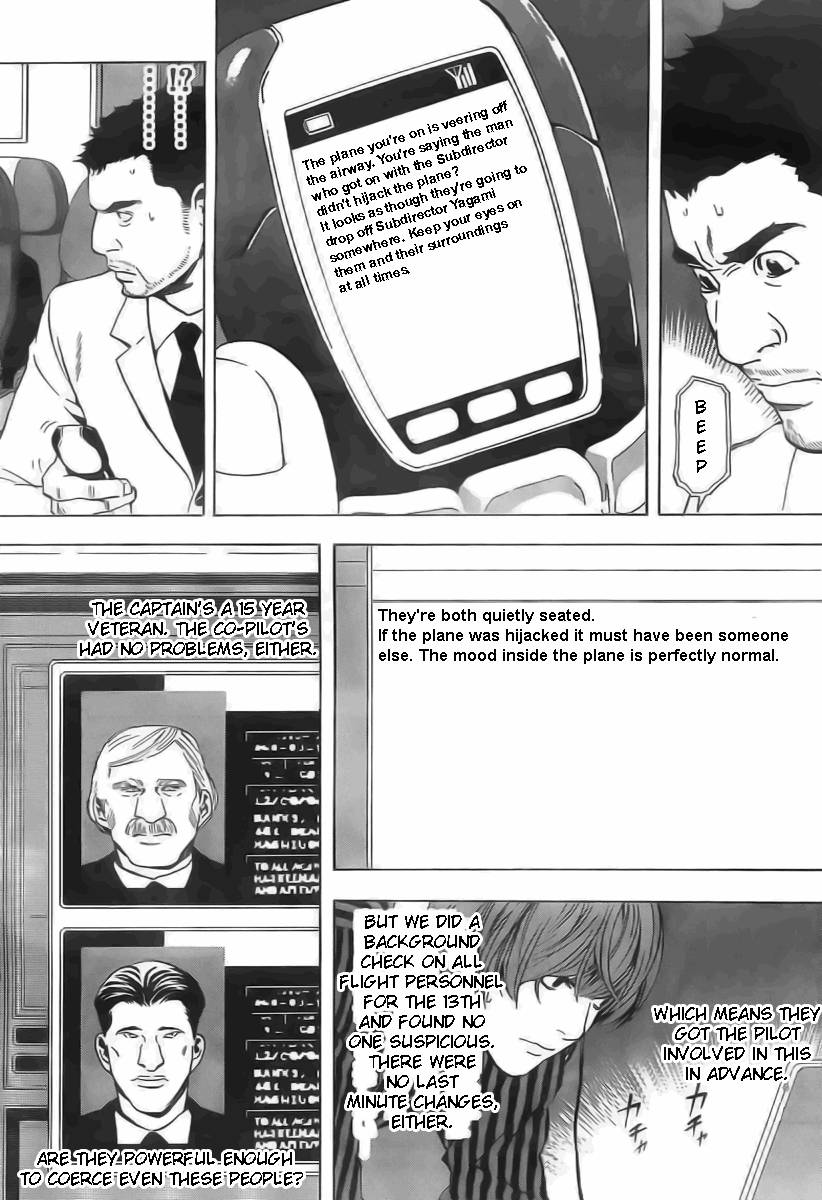 BEEP
The plane you're on is veering off
the airway. You're saying the man
who got on with the Subdirector
didn't hijack the plane?
It looks as though they're going to
drop off Subdirector Yagami
somewhere. Keep your eyes on
them and their surroundings
at all times.
!?
They're both quietly seated.
If the plane was hijacked it must have been someone
else. The mood inside the plane is perfectly normal.
WHICH MEANS THEY
GOT THE PILOT
INVOLVED IN THIS
IN ADVANCE.
カチャ
カチャ
BUT WE DID A
BACKGROUND
CHECK ON ALL
FLIGHT PERSONNEL
FOR THE 13TH
AND FOUND NO
ONE SUSPICIOUS.
THERE WERE
NO LAST
MINUTE CHANGES,
EITHER.
THE CAPTAIN'S A 15 YEAR
VETERAN. THE CO-PILOT'S
HAD NO PROBLEMS, EITHER.
TO ALL
TO ALL
ARE THEY POWERFUL ENOUGH
TO COERCE EVEN THESE PEOPLE?